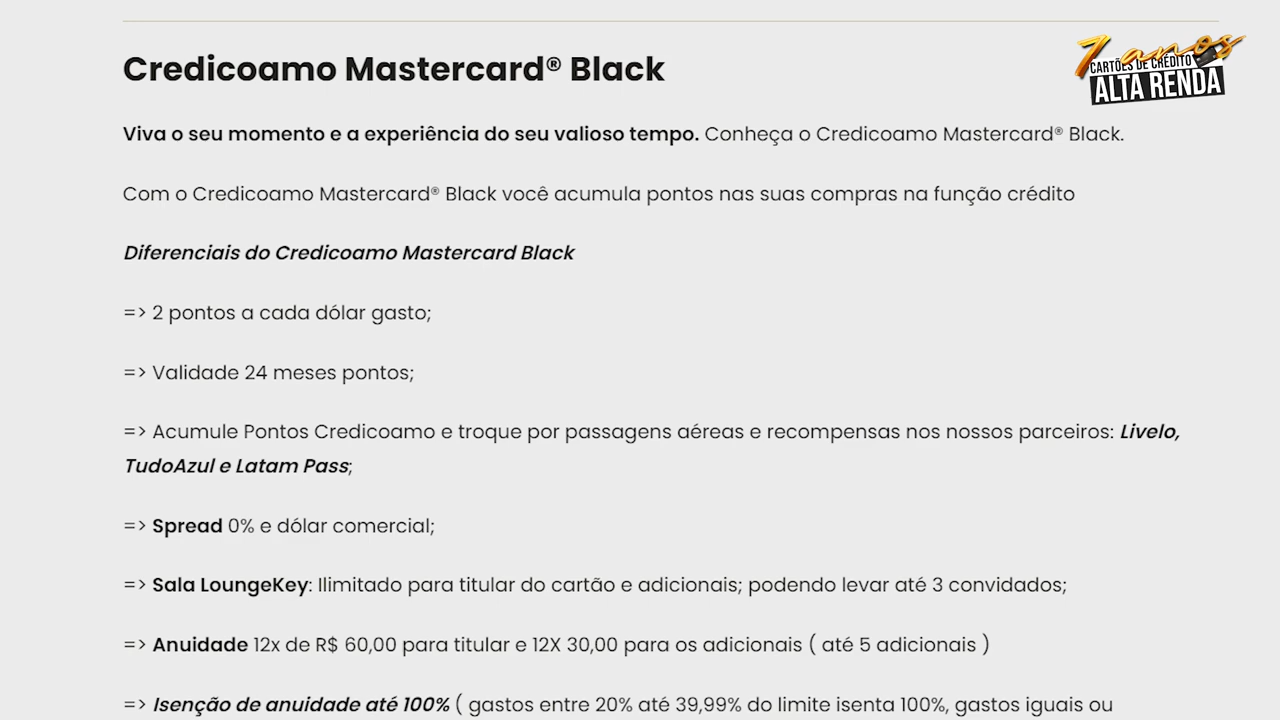 7 anos
CARTÕES DE CRÉDITO
ALTA RENDA
Credicoamo Mastercard® Black
Viva o seu momento e a experiência do seu valioso tempo. Conheça o Credicoamo Mastercard® Black.
Com o Credicoamo Mastercard® Black você acumula pontos nas suas compras na função crédito
Diferenciais do Credicoamo Mastercard Black
=> 2 pontos a cada dólar gasto;
=> Validade 24 meses pontos;
=> Acumule Pontos Credicoamo e troque por passagens aéreas e recompensas nos nossos parceiros: Livelo,
TudoAzul e Latam Pass;
=> Spread 0% e dólar comercial;
=> Sala LoungeKey: Ilimitado para titular do cartão e adicionais; podendo levar até 3 convidados;
=> Anuidade 12x de R$ 60,00 para titular e 12X 30,00 para os adicionais ( até 5 adicionais )
=> Isenção de anuidade até 100% ( gastos entre 20% até 39,99% do limite isenta 100%, gastos iguais ou